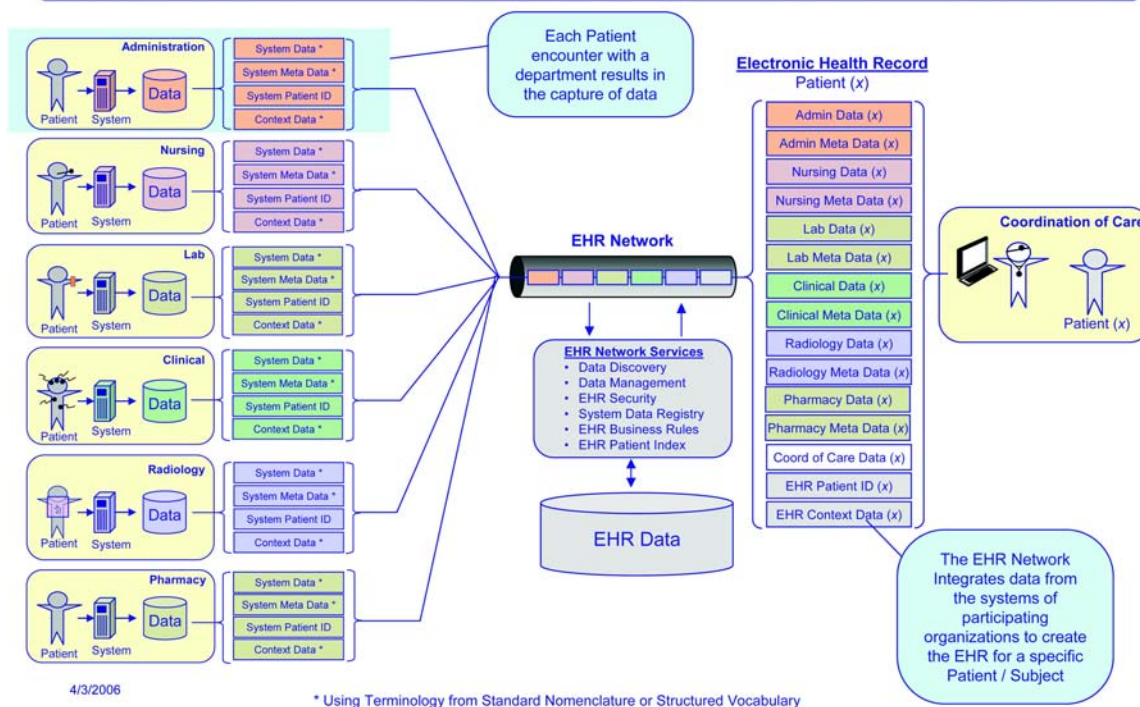 Administration
Patient
System
Data
System Data *
System Meta Data *
System Patient ID
Context Data *
Nursing
Patient
System
Data
System Data *
System Meta Data *
System Patient ID
Context Data *
Lab
Patient
System
Data
System Data *
System Meta Data *
System Patient ID
Context Data *
Clinical
Patient
System
Data
System Data *
System Meta Data *
System Patient ID
Context Data *
Radiology
Patient
System
Data
System Data *
System Meta Data *
System Patient ID
Context Data *
Pharmacy
Patient
System
Data
System Data *
System Meta Data *
System Patient ID
Context Data *
Each Patient
encounter with a
department results in
the capture of data
EHR Network
EHR Network Services
• Data Discovery
• Data Management
• EHR Security
• System Data Registry
• EHR Business Rules
• EHR Patient Index
EHR Data
Electronic Health Record
Patient (x)
Admin Data (x)
Admin Meta Data (x)
Nursing Data (x)
Nursing Meta Data (x)
Lab Data (x)
Lab Meta Data (x)
Clinical Data (x)
Clinical Meta Data (x)
Radiology Data (x)
Radiology Meta Data (x)
Pharmacy Data (x)
Pharmacy Meta Data (x)
Coord of Care Data (x)
EHR Patient ID (x)
EHR Context Data (x)
Coordination of Care
Patient (x)
The EHR Network
Integrates data from
the systems of
participating
organizations to create
the EHR for a specific
Patient / Subject
4/3/2006
* Using Terminology from Standard Nomenclature or Structured Vocabulary